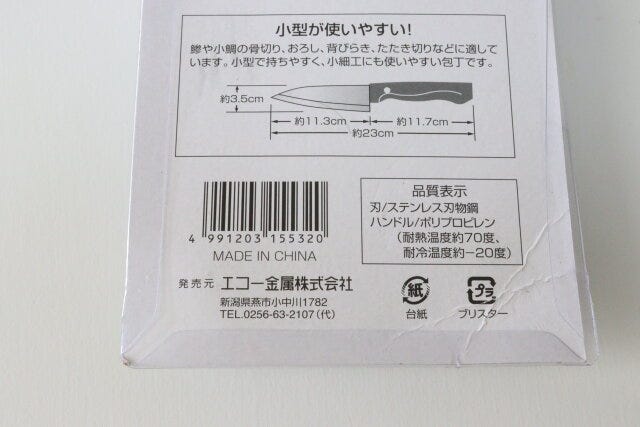 小型が使いやすい!
鯵や小鯛の骨切り、おろし、背びらき、たたき切りなどに適して
います。小型で持ちやすく、小細工にも使いやすい包丁です。
約3.5cm
約11.3cm
約11.7cm
約23cm
4 991203 155320
MADE IN CHINA
品質表示
刃/ステンレス刃物鋼
ハンドル/ポリプロピレン
(耐熱温度約70度、
耐冷温度約-20度)
発売元 エコー金属株式会社
新潟県燕市小中川1782
TEL.0256-63-2107(代)
紙
台紙
プラ
ブリスター